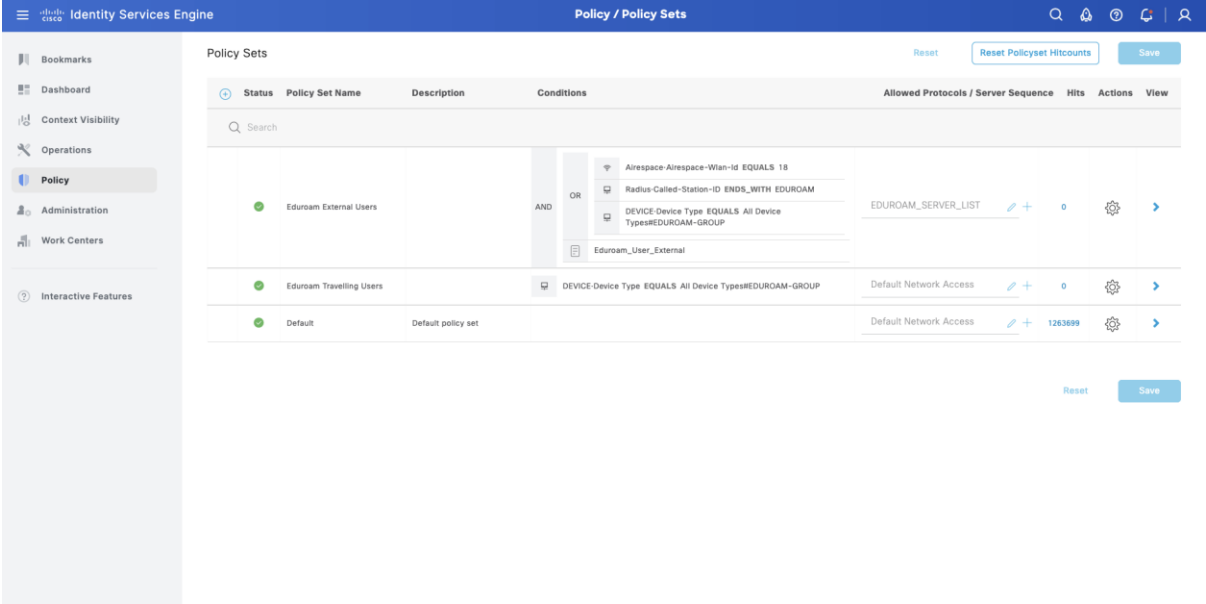 cisco Identity Services Engine
Policy / Policy Sets
Bookmarks
Dashboard
Context Visibility
Operations
Policy
Administration
Work Centers
Interactive Features
Policy Sets
Reset
Reset Policyset Hitcounts
Save
Status Policy Set Name Description Conditions Allowed Protocols / Server Sequence Hits Actions View
Search
Eduroam External Users
AND
OR
Airespace-Airespace-Wlan-Id EQUALS 18
Radius-Called-Station-ID ENDS_WITH EDUROAM
DEVICE-Device Type EQUALS All Device
Types#EDUROAM-GROUP
Eduroam_User_External
EDUROAM_SERVER_LIST
0
Eduroam Travelling Users
DEVICE-Device Type EQUALS All Device Types#EDUROAM-GROUP
Default Network Access
0
Default
Default policy set
Default Network Access
1263699
Reset
Save